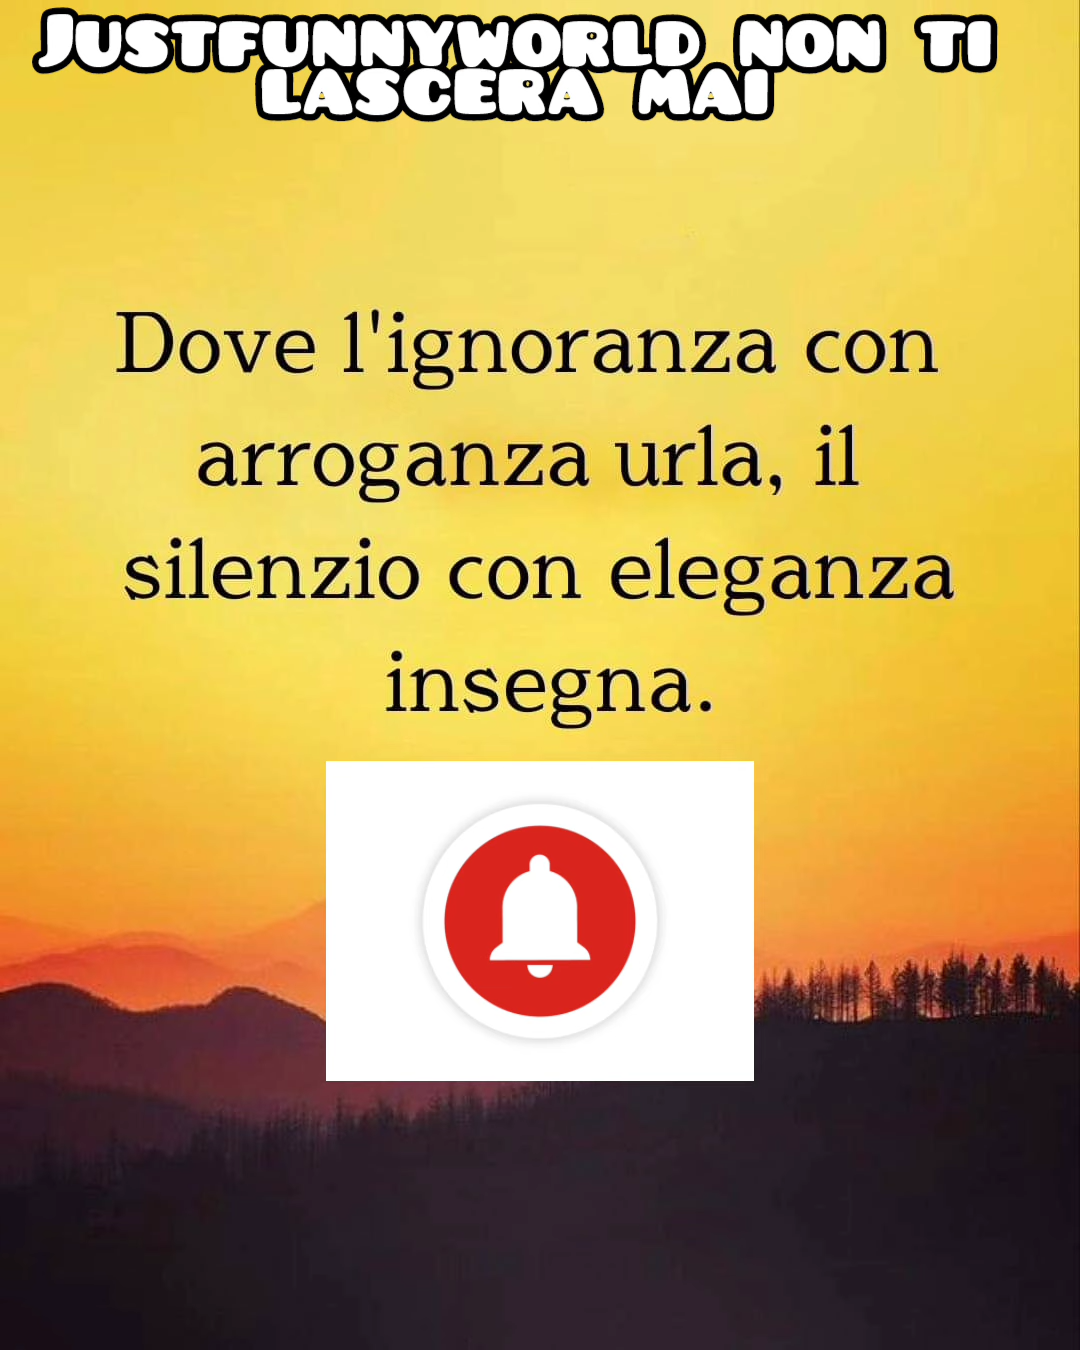 Justfunnyworld non ti
lascera mai
Dove l'ignoranza con
arroganza urla, il
silenzio con eleganza
insegna.